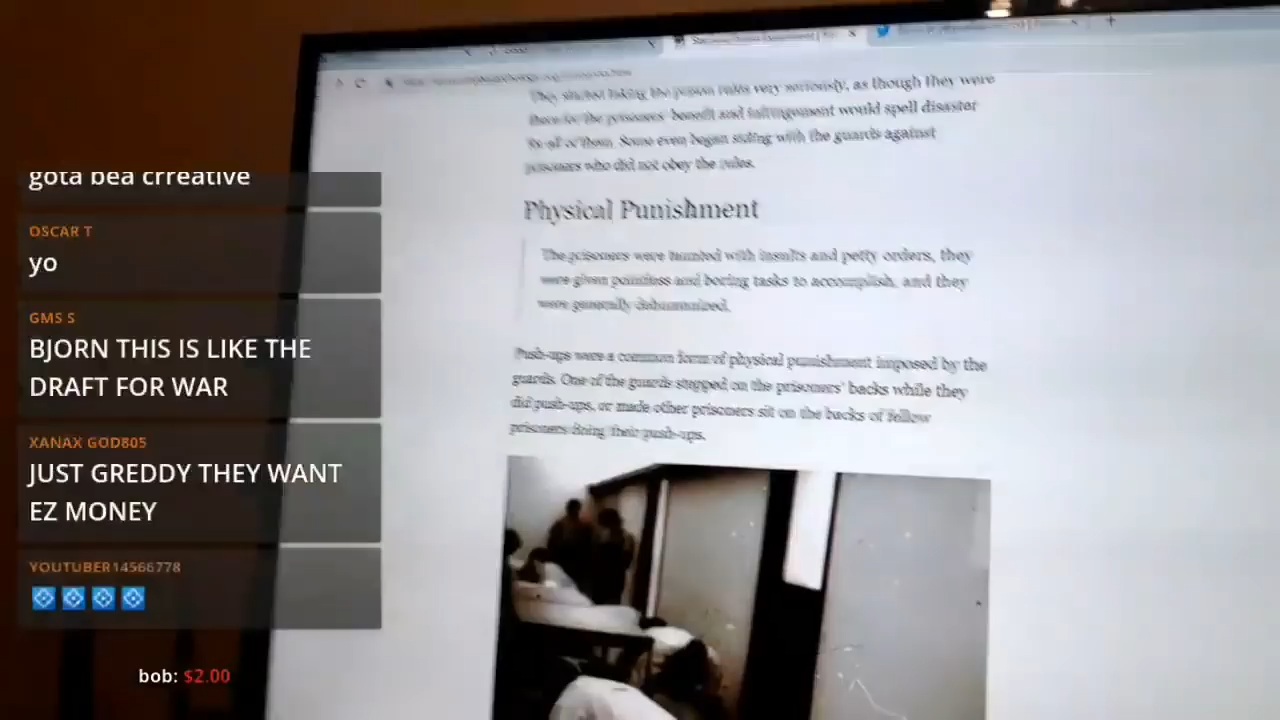 gota bea crreative
OSCAR T
yo
GMS S
BJORN THIS IS LIKE THE
DRAFT FOR WAR
XANAX GOD805
JUST GREDDY THEY WANT
EZ MONEY
YOUTUBER14566778
bob: $2.00
They started taking the prison rules very seriously, as though they were
there for the prisoners' benefit and infringement would spell disaster
for all of them. Some even began siding with the guards against
prisoners who did not obey the rules.
Physical Punishment
The prisoners were taunted with insults and petty orders, they
were given pointless and boring tasks to accomplish, and they
were generally dehumanized.
Push-ups were a common form of physical punishment imposed by the
guards. One of the guards stepped on the prisoners' backs while they
did push-ups, or made other prisoners sit on the backs of fellow
prisoners doing their push-ups.